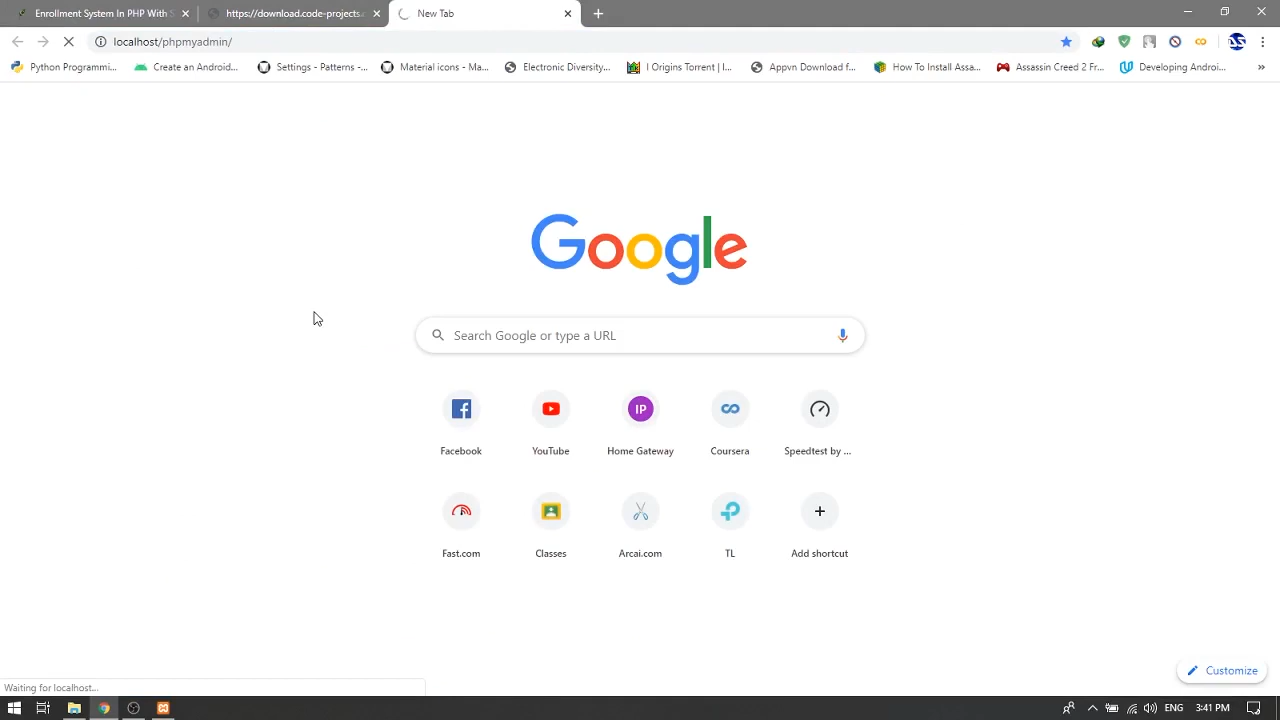 Enrollment System In PHP With S
https://download.code-projects.
New Tab
localhost/phpmyadmin/
Python Programmi...
Create an Android...
Settings - Patterns -...
Material icons - Ma...
Electronic Diversity...
I Origins Torrent | I...
Appvn Download f...
How To Install Assa...
Assassin Creed 2 Fr...
Developing Androi...
»
Google
Search Google or type a URL
Facebook
YouTube
IP
Home Gateway
Coursera
Speedtest by ...
Fast.com
Classes
Arcai.com
TL
Add shortcut
Customize
Waiting for localhost...
ENG
3:41 PM